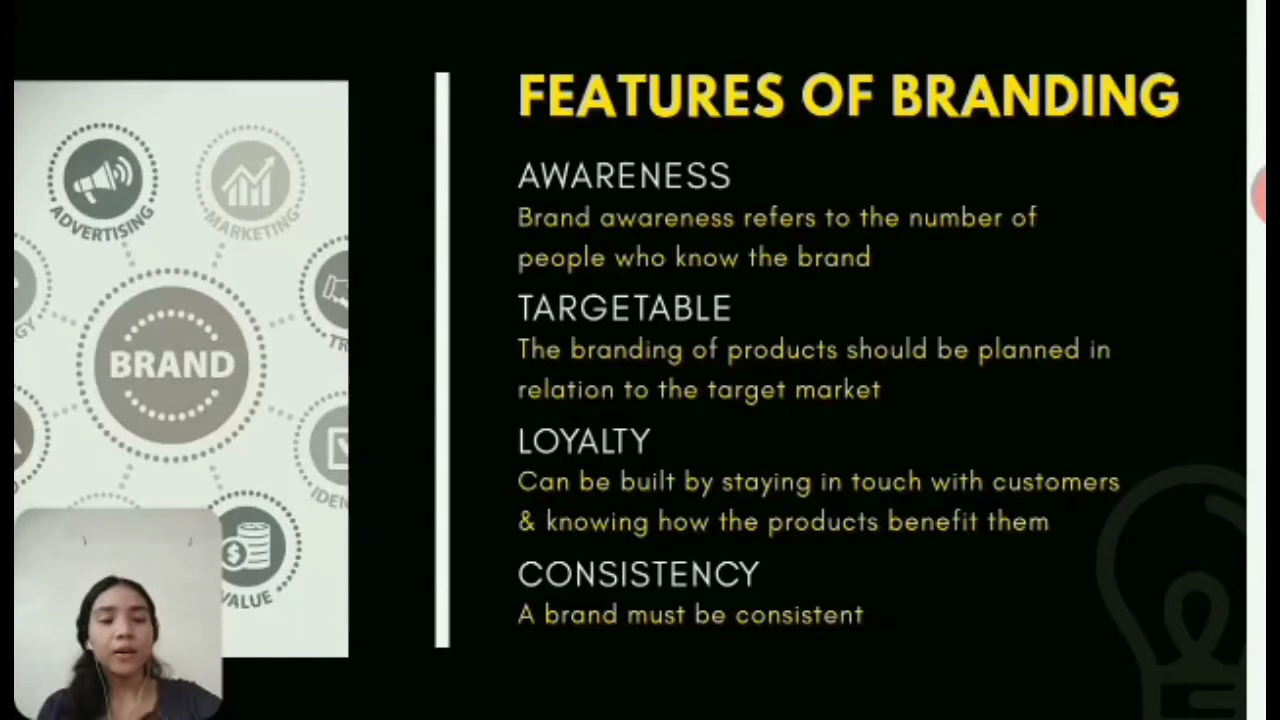 FEATURES OF BRANDING
AWARENESS
Brand awareness refers to the number of
people who know the brand
TARGETABLE
The branding of products should be planned in
relation to the target market
LOYALTY
Can be built by staying in touch with customers
& knowing how the products benefit them
CONSISTENCY
A brand must be consistent
ADVERTISING
MARKETING
BRAND
VALUE